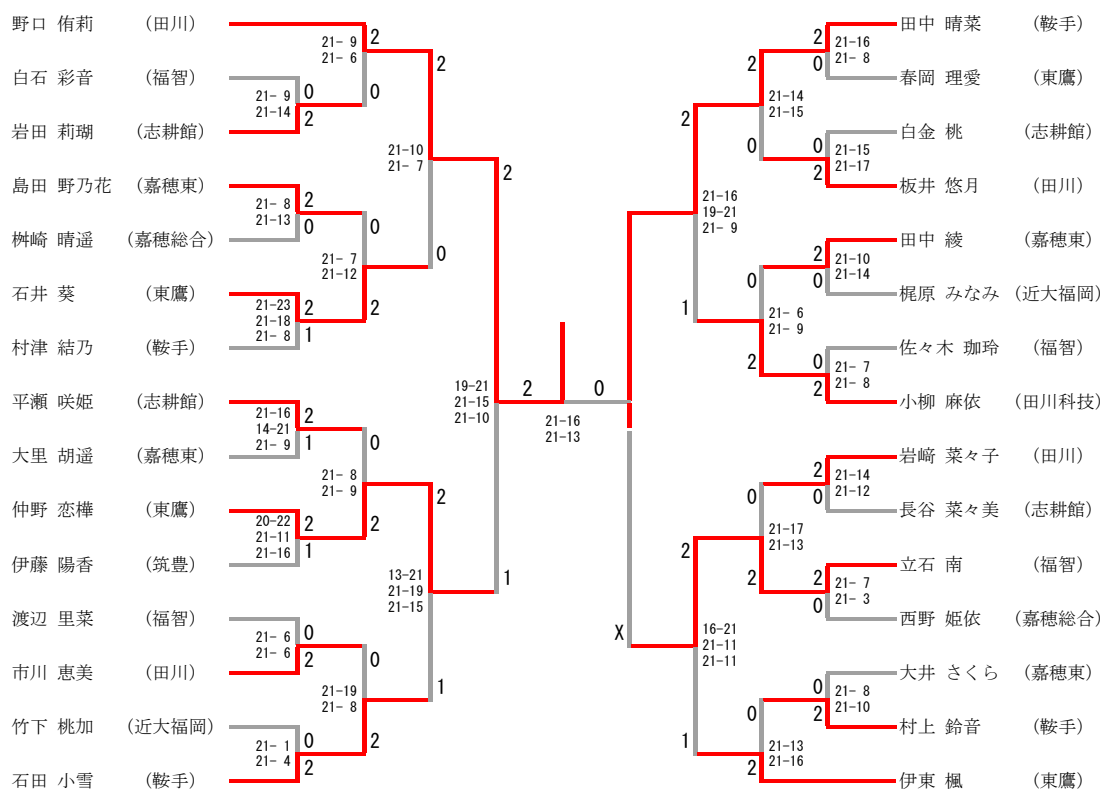 野口 侑莉 (田川)
白石 彩音 (福智)
岩田 莉瑚 (志耕館)
島田 野乃花 (嘉穂東)
桝崎 晴遥 (嘉穂総合)
石井 葵 (東鷹)
村津 結乃 (鞍手)
平瀬 咲姫 (志耕館)
大里 胡遥 (嘉穂東)
仲野 恋樺 (東鷹)
伊藤 陽香 (筑豊)
渡辺 里菜 (福智)
市川 恵美 (田川)
竹下 桃加 (近大福岡)
石田 小雪 (鞍手)
21- 9 2
21- 6
0
21- 9 0
21-14 2
21- 8 2
21-13 0
21-23 2
21-18
21- 8 1
0
21- 7
21-12
2
2
21-10
21- 7
0
21-16 2
14-21
21- 9 1
20-22 2
21-11
21-16 1
0
21- 8
21- 9
2
21- 6 0
21- 6 2
21- 1 0
21- 4 2
0
21-19
21- 8
2
2
13-21
21-19
21-15
1
2
19-21
21-15
21-10
1
2 0
21-16
21-13
2
21-16
19-21
21- 9
1
X
2
21-14
21-15
0
2
21-16
21- 8
0
0
21-15
21-17
2
0
21- 6
21- 9
2
2
21-10
21-14
0
0
21- 7
21- 8
2
2
16-21
21-11
21-11
1
0
21-17
21-13
2
2
21-14
21-12
0
2
21- 7
21- 3
0
0
21-13
21-16
2
0
21- 8
21-10
2
田中 晴菜 (鞍手)
春岡 理愛 (東鷹)
白金 桃 (志耕館)
板井 悠月 (田川)
田中 綾 (嘉穂東)
梶原 みなみ (近大福岡)
佐々木 珈玲 (福智)
小柳 麻依 (田川科技)
岩﨑 菜々子 (田川)
長谷 菜々美 (志耕館)
立石 南 (福智)
西野 姫依 (嘉穂総合)
大井 さくら (嘉穂東)
村上 鈴音 (鞍手)
伊東 楓 (東鷹)